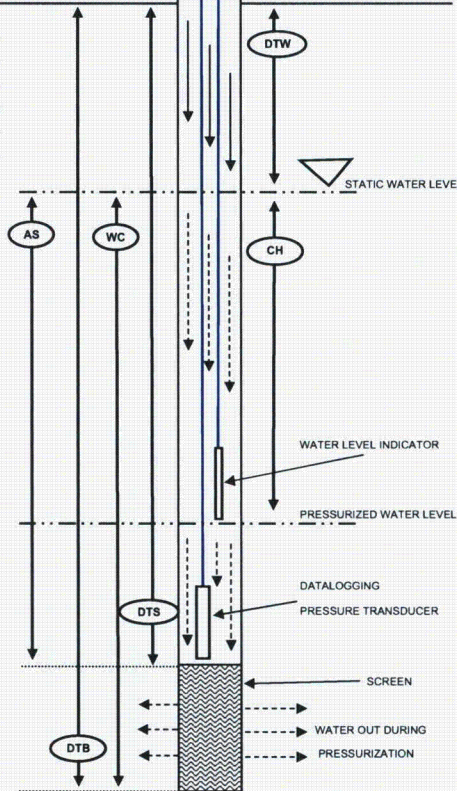 DTW
STATIC WATER LEVE
AS
WC
CH
WATER LEVEL INDICATOR
PRESSURIZED WATER LEVEL
DATALOGGING
PRESSURE TRANSDUCER
DTS
SCREEN
WATER OUT DURING
PRESSURIZATION
DTB